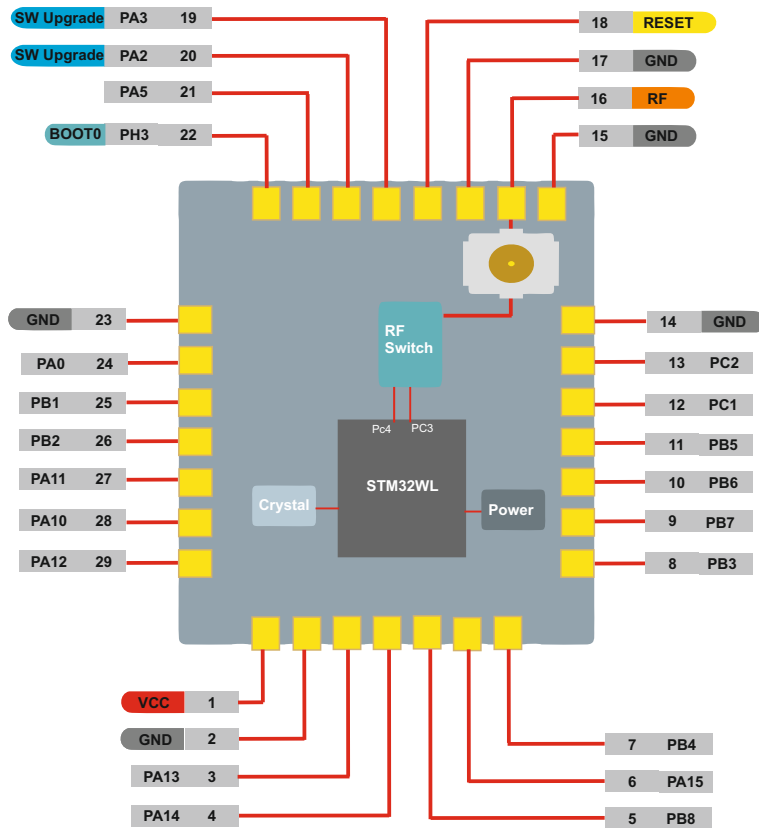 SW Upgrade PA3 19
SW Upgrade PA2 20
PA5 21
BOOT0 PH3 22
18 RESET
17 GND
16 RF
15 GND
GND 23
PA0 24
PB1 25
PB2 26
PA11 27
PA10 28
PA12 29
RF
Switch
Pc4 PC3
STM32WL
Crystal
Power
14 GND
13 PC2
12 PC1
11 PB5
10 PB6
9 PB7
8 PB3
VCC 1
GND 2
PA13 3
PA14 4
7 PB4
6 PA15
5 PB8